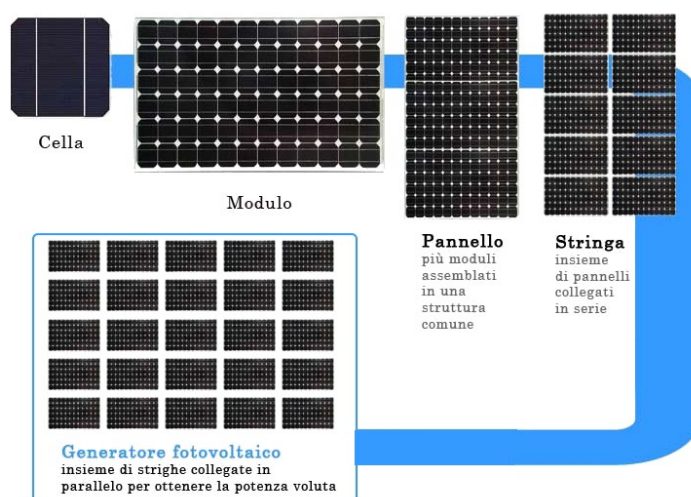 Cella
Modulo
Pannello
più moduli
assemblati
in una
struttura
comune
Stringa
insieme
di pannelli
collegati
in serie
Generatore fotovoltaico
insieme di strighe collegate in
parallelo per ottenere la potenza voluta